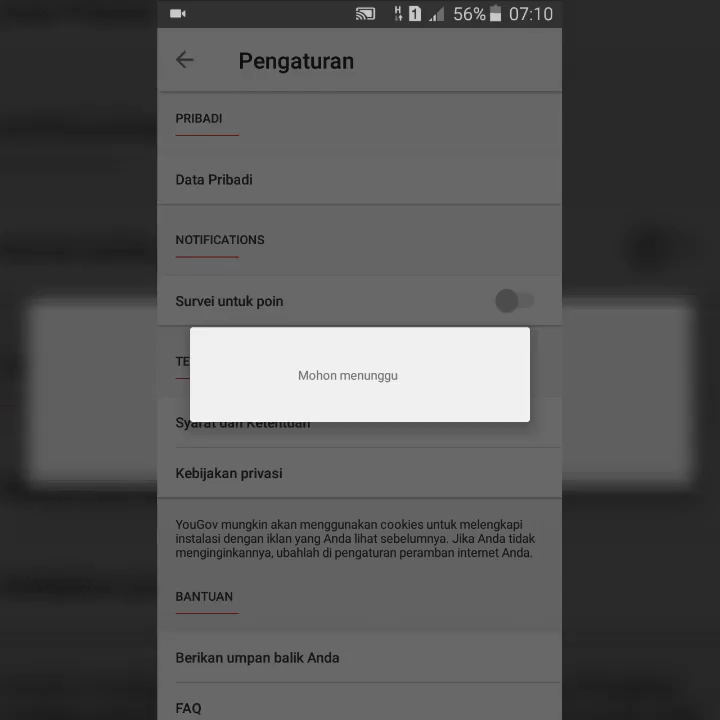 H 1 56% 07:10
Pengaturan
PRIBADI
Data Pribadi
NOTIFICATIONS
Survei untuk poin
TE
Mohon menunggu
Syarat dan Ketentuan
Kebijakan privasi
YouGov mungkin akan menggunakan cookies untuk melengkapi
instalasi dengan iklan yang Anda lihat sebelumnya. Jika Anda tidak
menginginkannya, ubahlah di pengaturan peramban internet Anda.
BANTUAN
Berikan umpan balik Anda
FAQ